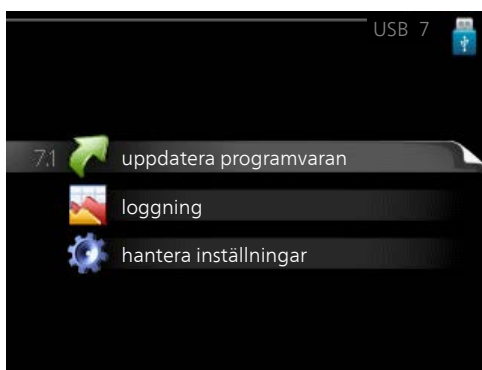 USB 7
7.1 uppdatera programvaran
loggning
hantera inställningar